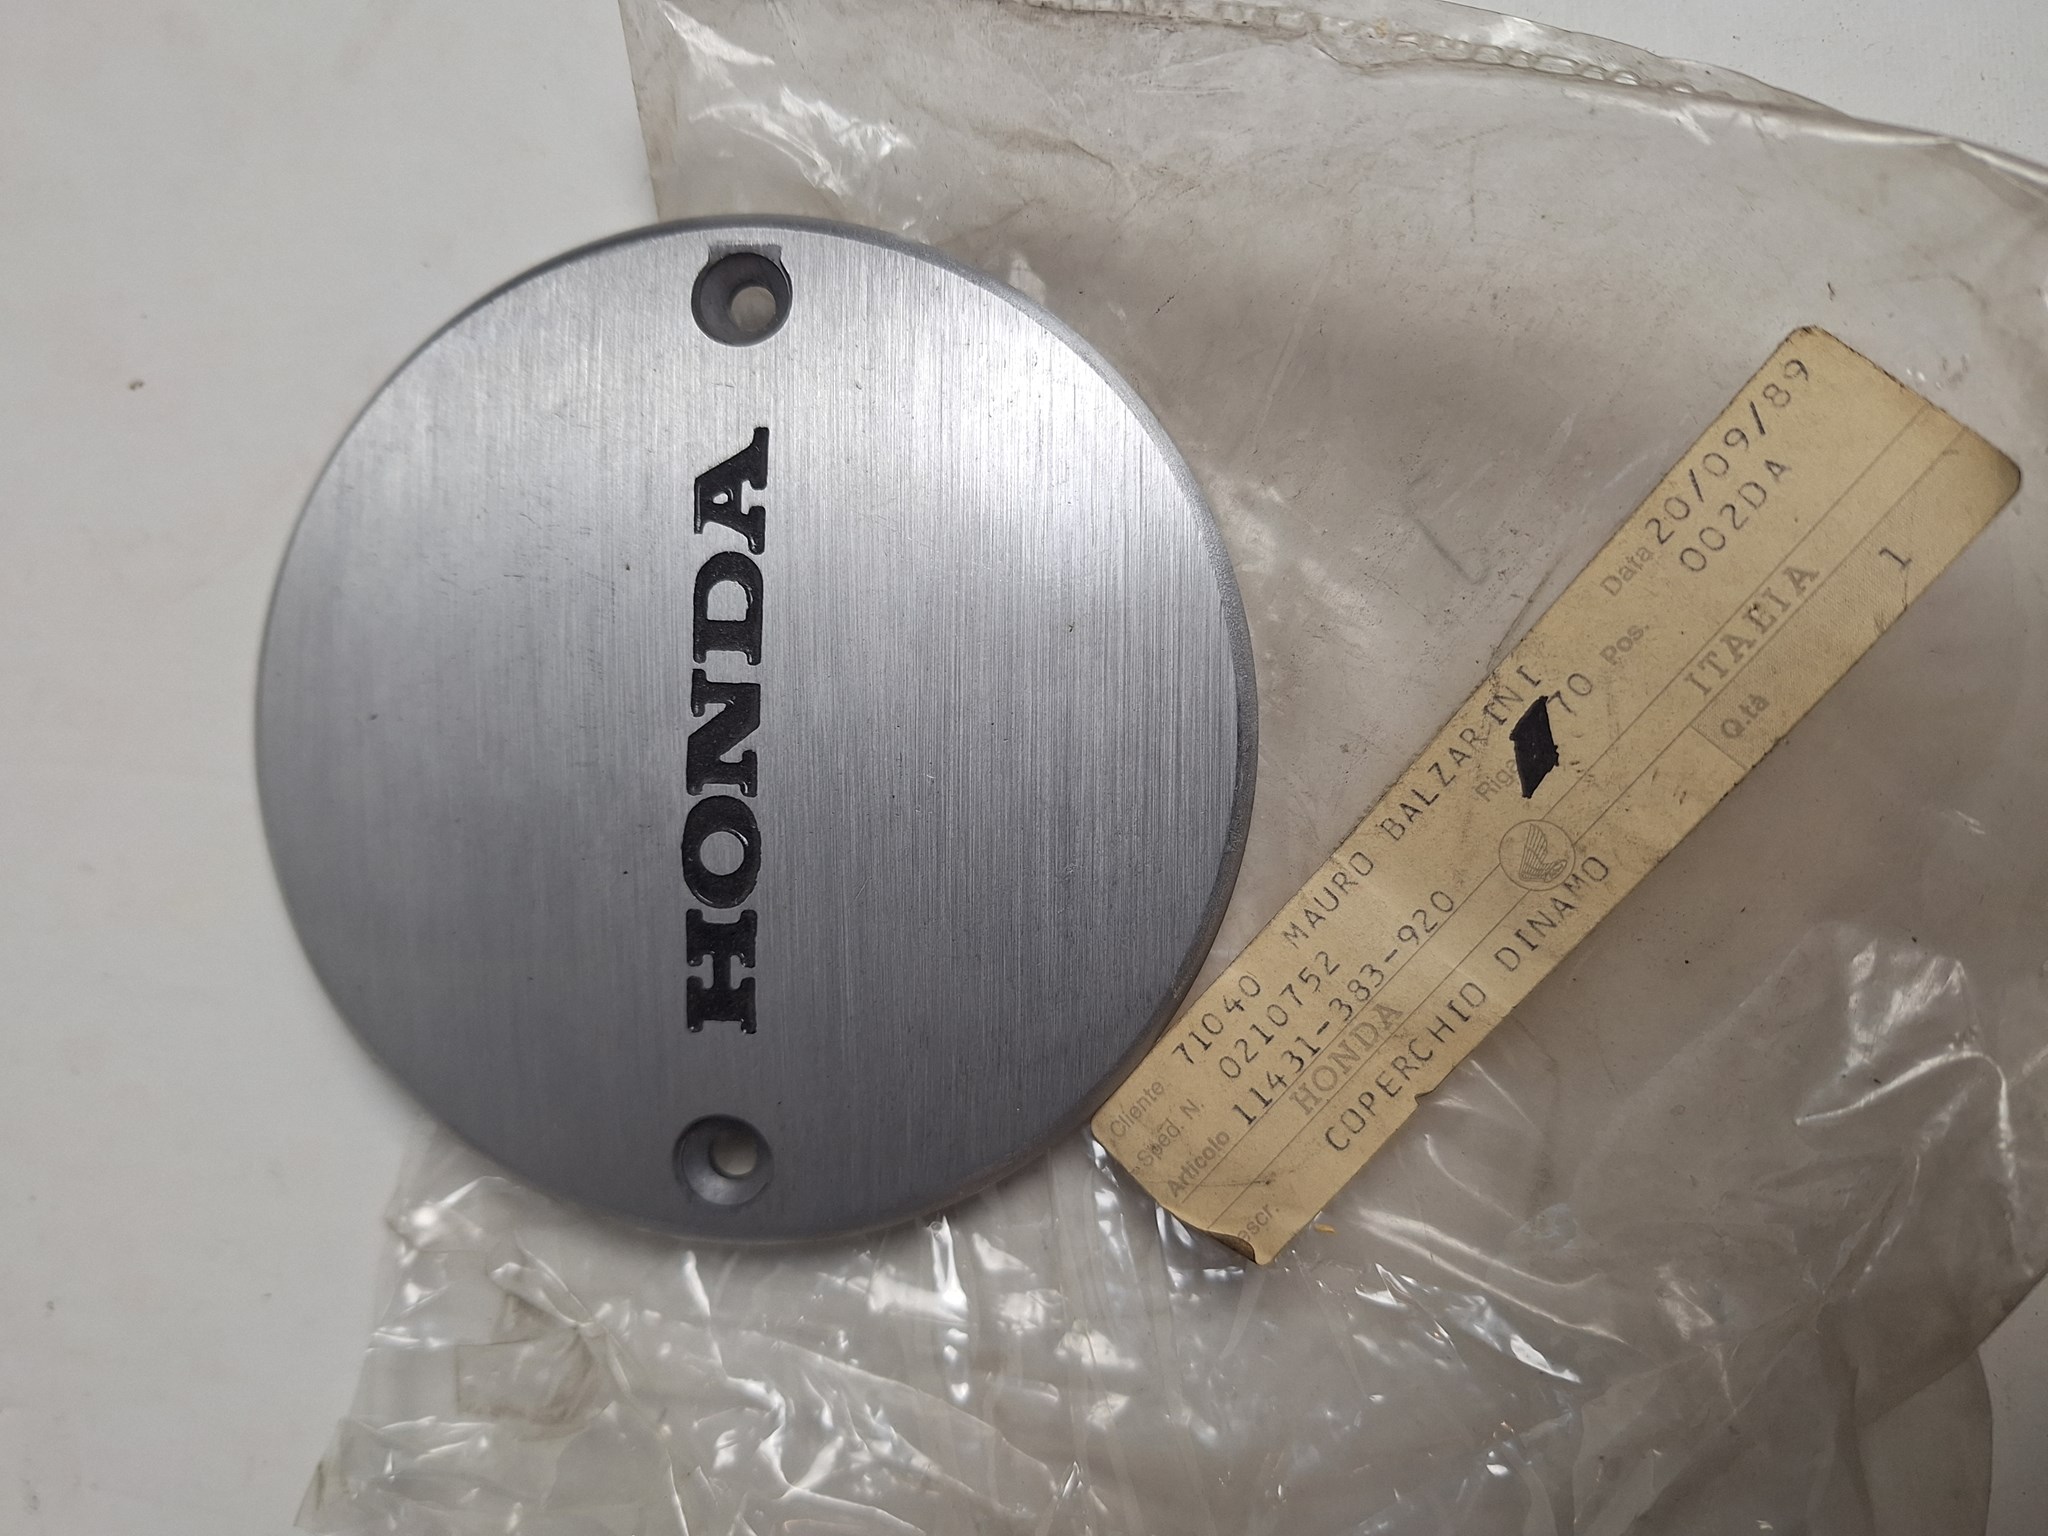 HONDA
Cliente 71040 MAURO BALZARINI Data 20/09/89
Sped. N. 0210752 Riga 70 Pos. 002DA
Articolo 11431-383-920
HONDA ITALIA
escr. COPERCHIO DINAMO Q.tà 1